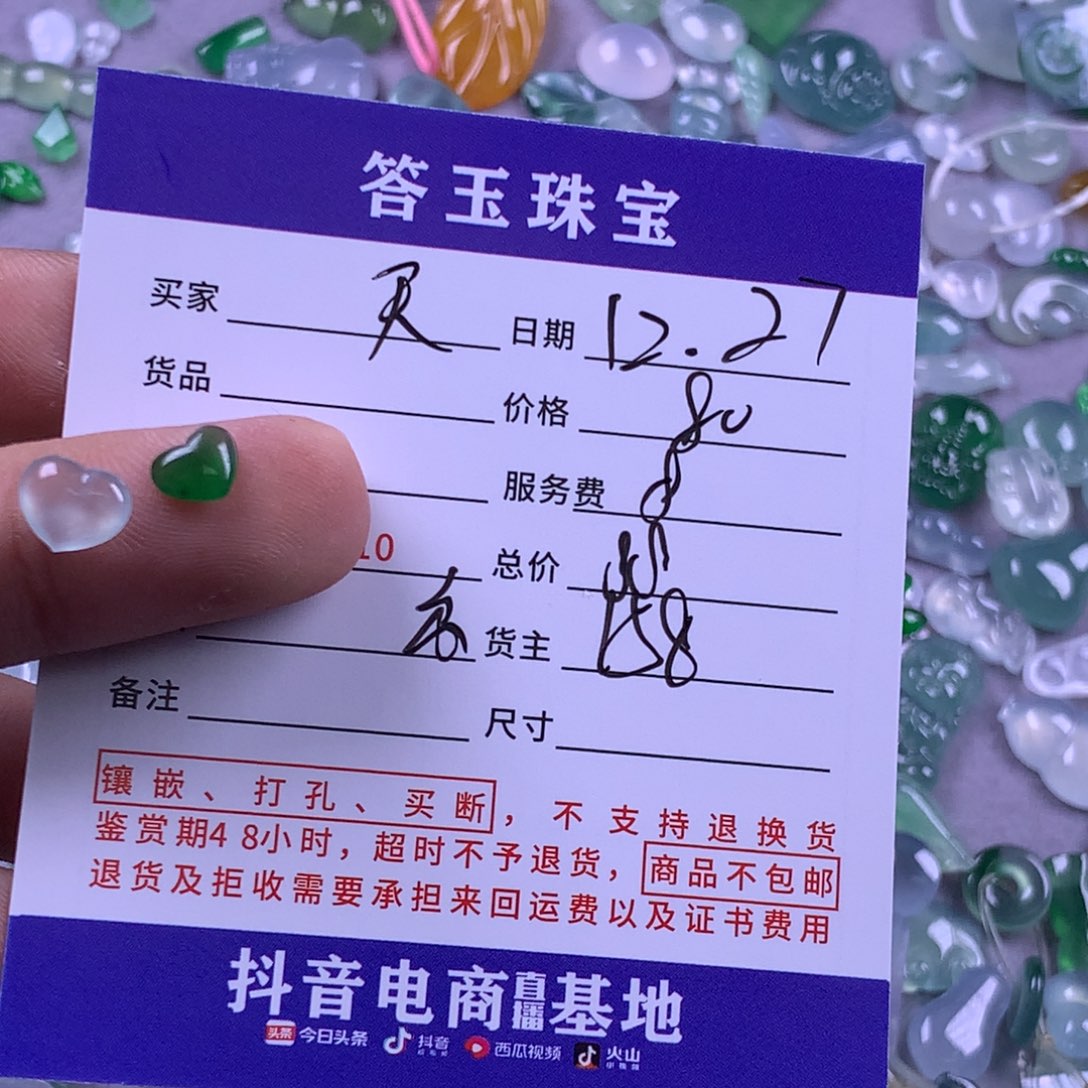 答玉珠宝
买家 天 日期 12.27
货品 价格 80
服务费 8
10 总价
货主 158
备注 尺寸
镶嵌、打孔、买断，不支持退换货
鉴赏期48小时，超时不予退货，商品不包邮
退货及拒收需要承担来回运费以及证书费用
抖音电商直播基地
头条 今日头条 抖音 西瓜视频 火山